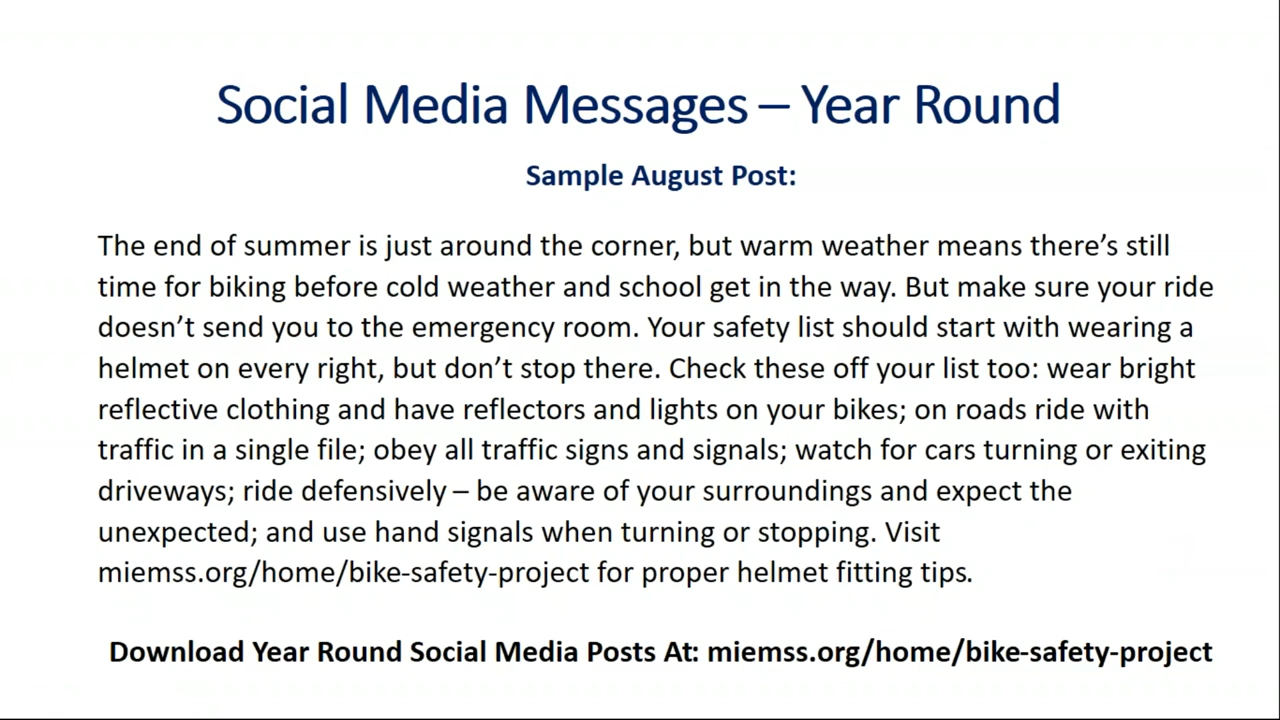 Social Media Messages – Year Round
Sample August Post:
The end of summer is just around the corner, but warm weather means there’s still
time for biking before cold weather and school get in the way. But make sure your ride
doesn’t send you to the emergency room. Your safety list should start with wearing a
helmet on every right, but don’t stop there. Check these off your list too: wear bright
reflective clothing and have reflectors and lights on your bikes; on roads ride with
traffic in a single file; obey all traffic signs and signals; watch for cars turning or exiting
driveways; ride defensively – be aware of your surroundings and expect the
unexpected; and use hand signals when turning or stopping. Visit
miemss.org/home/bike-safety-project for proper helmet fitting tips.
Download Year Round Social Media Posts At: miemss.org/home/bike-safety-project